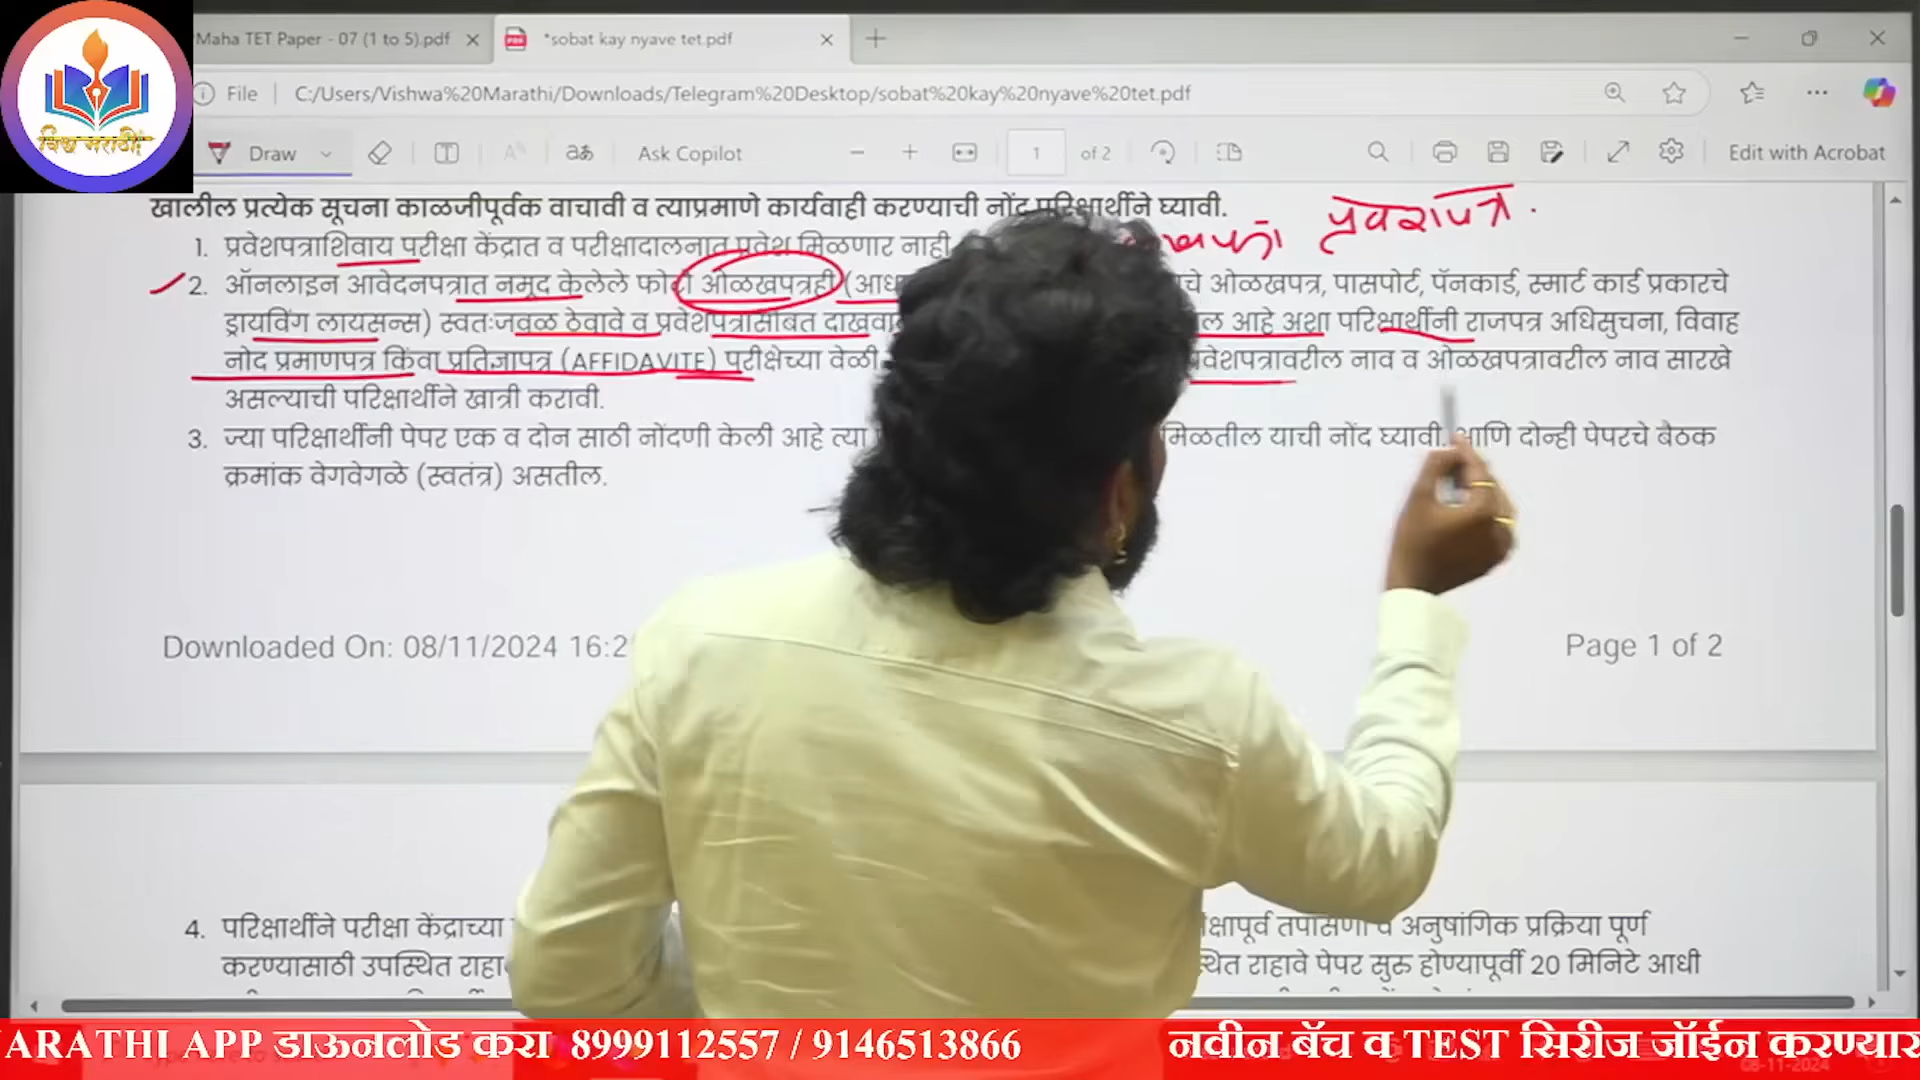 Maha TET Paper - 07 (1 to 5).pdf
*sobat kay nyave tet.pdf
File
C:/Users/Vishwa%20Marathi/Downloads/Telegram%20Desktop/sobat%20kay%20nyave%20tet.pdf
विश्व मराठी
Draw
Ask Copilot
1 of 2
Edit with Acrobat
खालील प्रत्येक सूचना काळजीपूर्वक वाचावी व त्याप्रमाणे कार्यवाही करण्याची नोंद परिक्षार्थीने घ्यावी.
1. प्रवेशपत्राशिवाय परीक्षा केंद्रात व परीक्षादालनात प्रवेश मिळणार नाही
2. ऑनलाइन आवेदनपत्रात नमूद केलेले फोटो ओळखपत्रही (आध चे ओळखपत्र, पासपोर्ट, पॅनकार्ड, स्मार्ट कार्ड प्रकारचे
ड्रायविंग लायसन्स) स्वतःजवळ ठेवावे व प्रवेशपत्रासोबत दाखवा ल आहे अशा परिक्षार्थीनी राजपत्र अधिसुचना, विवाह
नोद प्रमाणपत्र किंवा प्रतिज्ञापत्र (AFFIDAVITE) परीक्षेच्या वेळी वेशपत्रावरील नाव व ओळखपत्रावरील नाव सारखे
असल्याची परिक्षार्थीने खात्री करावी.
3. ज्या परिक्षार्थीनी पेपर एक व दोन साठी नोंदणी केली आहे त्या मिळतील याची नोंद घ्यावी. आणि दोन्ही पेपरचे बैठक
क्रमांक वेगवेगळे (स्वतंत्र) असतील.
Downloaded On: 08/11/2024 16:2
Page 1 of 2
4. परिक्षार्थीने परीक्षा केंद्राच्या क्षापूर्व तपासणी व अनुषांगिक प्रक्रिया पूर्ण
करण्यासाठी उपस्थित राहा थित राहावे पेपर सुरु होण्यापूर्वी 20 मिनिटे आधी
ARATHI APP डाऊनलोड करा 8999112557 / 9146513866 नवीन बॅच व TEST सिरीज जॉईन करण्यार
08-11-2024